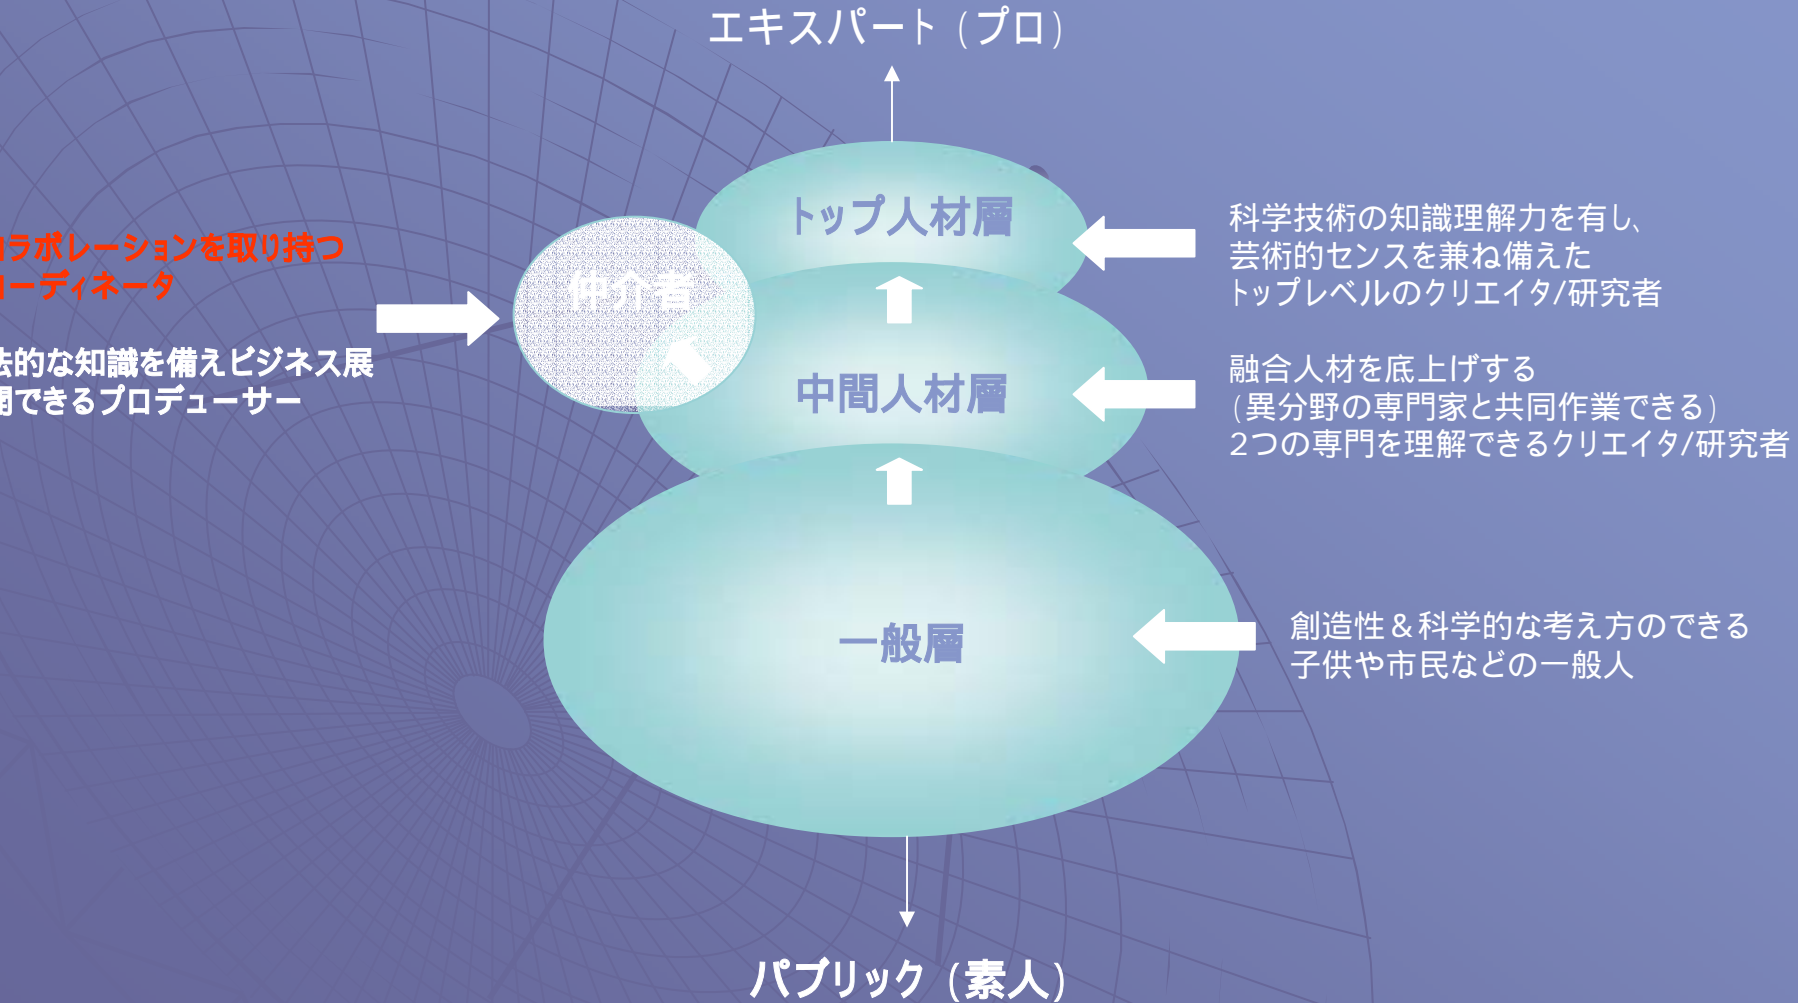 エキスパート（プロ）
トップ人材層
科学技術の知識理解力を有し、
芸術的センスを兼ね備えた
トップレベルのクリエイタ/研究者
コラボレーションを取り持つ
コーディネータ
仲介者
法的な知識を備えビジネス展
開できるプロデューサー
中間人材層
融合人材を底上げする
（異分野の専門家と共同作業できる）
2つの専門を理解できるクリエイタ/研究者
一般層
創造性＆科学的な考え方のできる
子供や市民などの一般人
パブリック（素人）